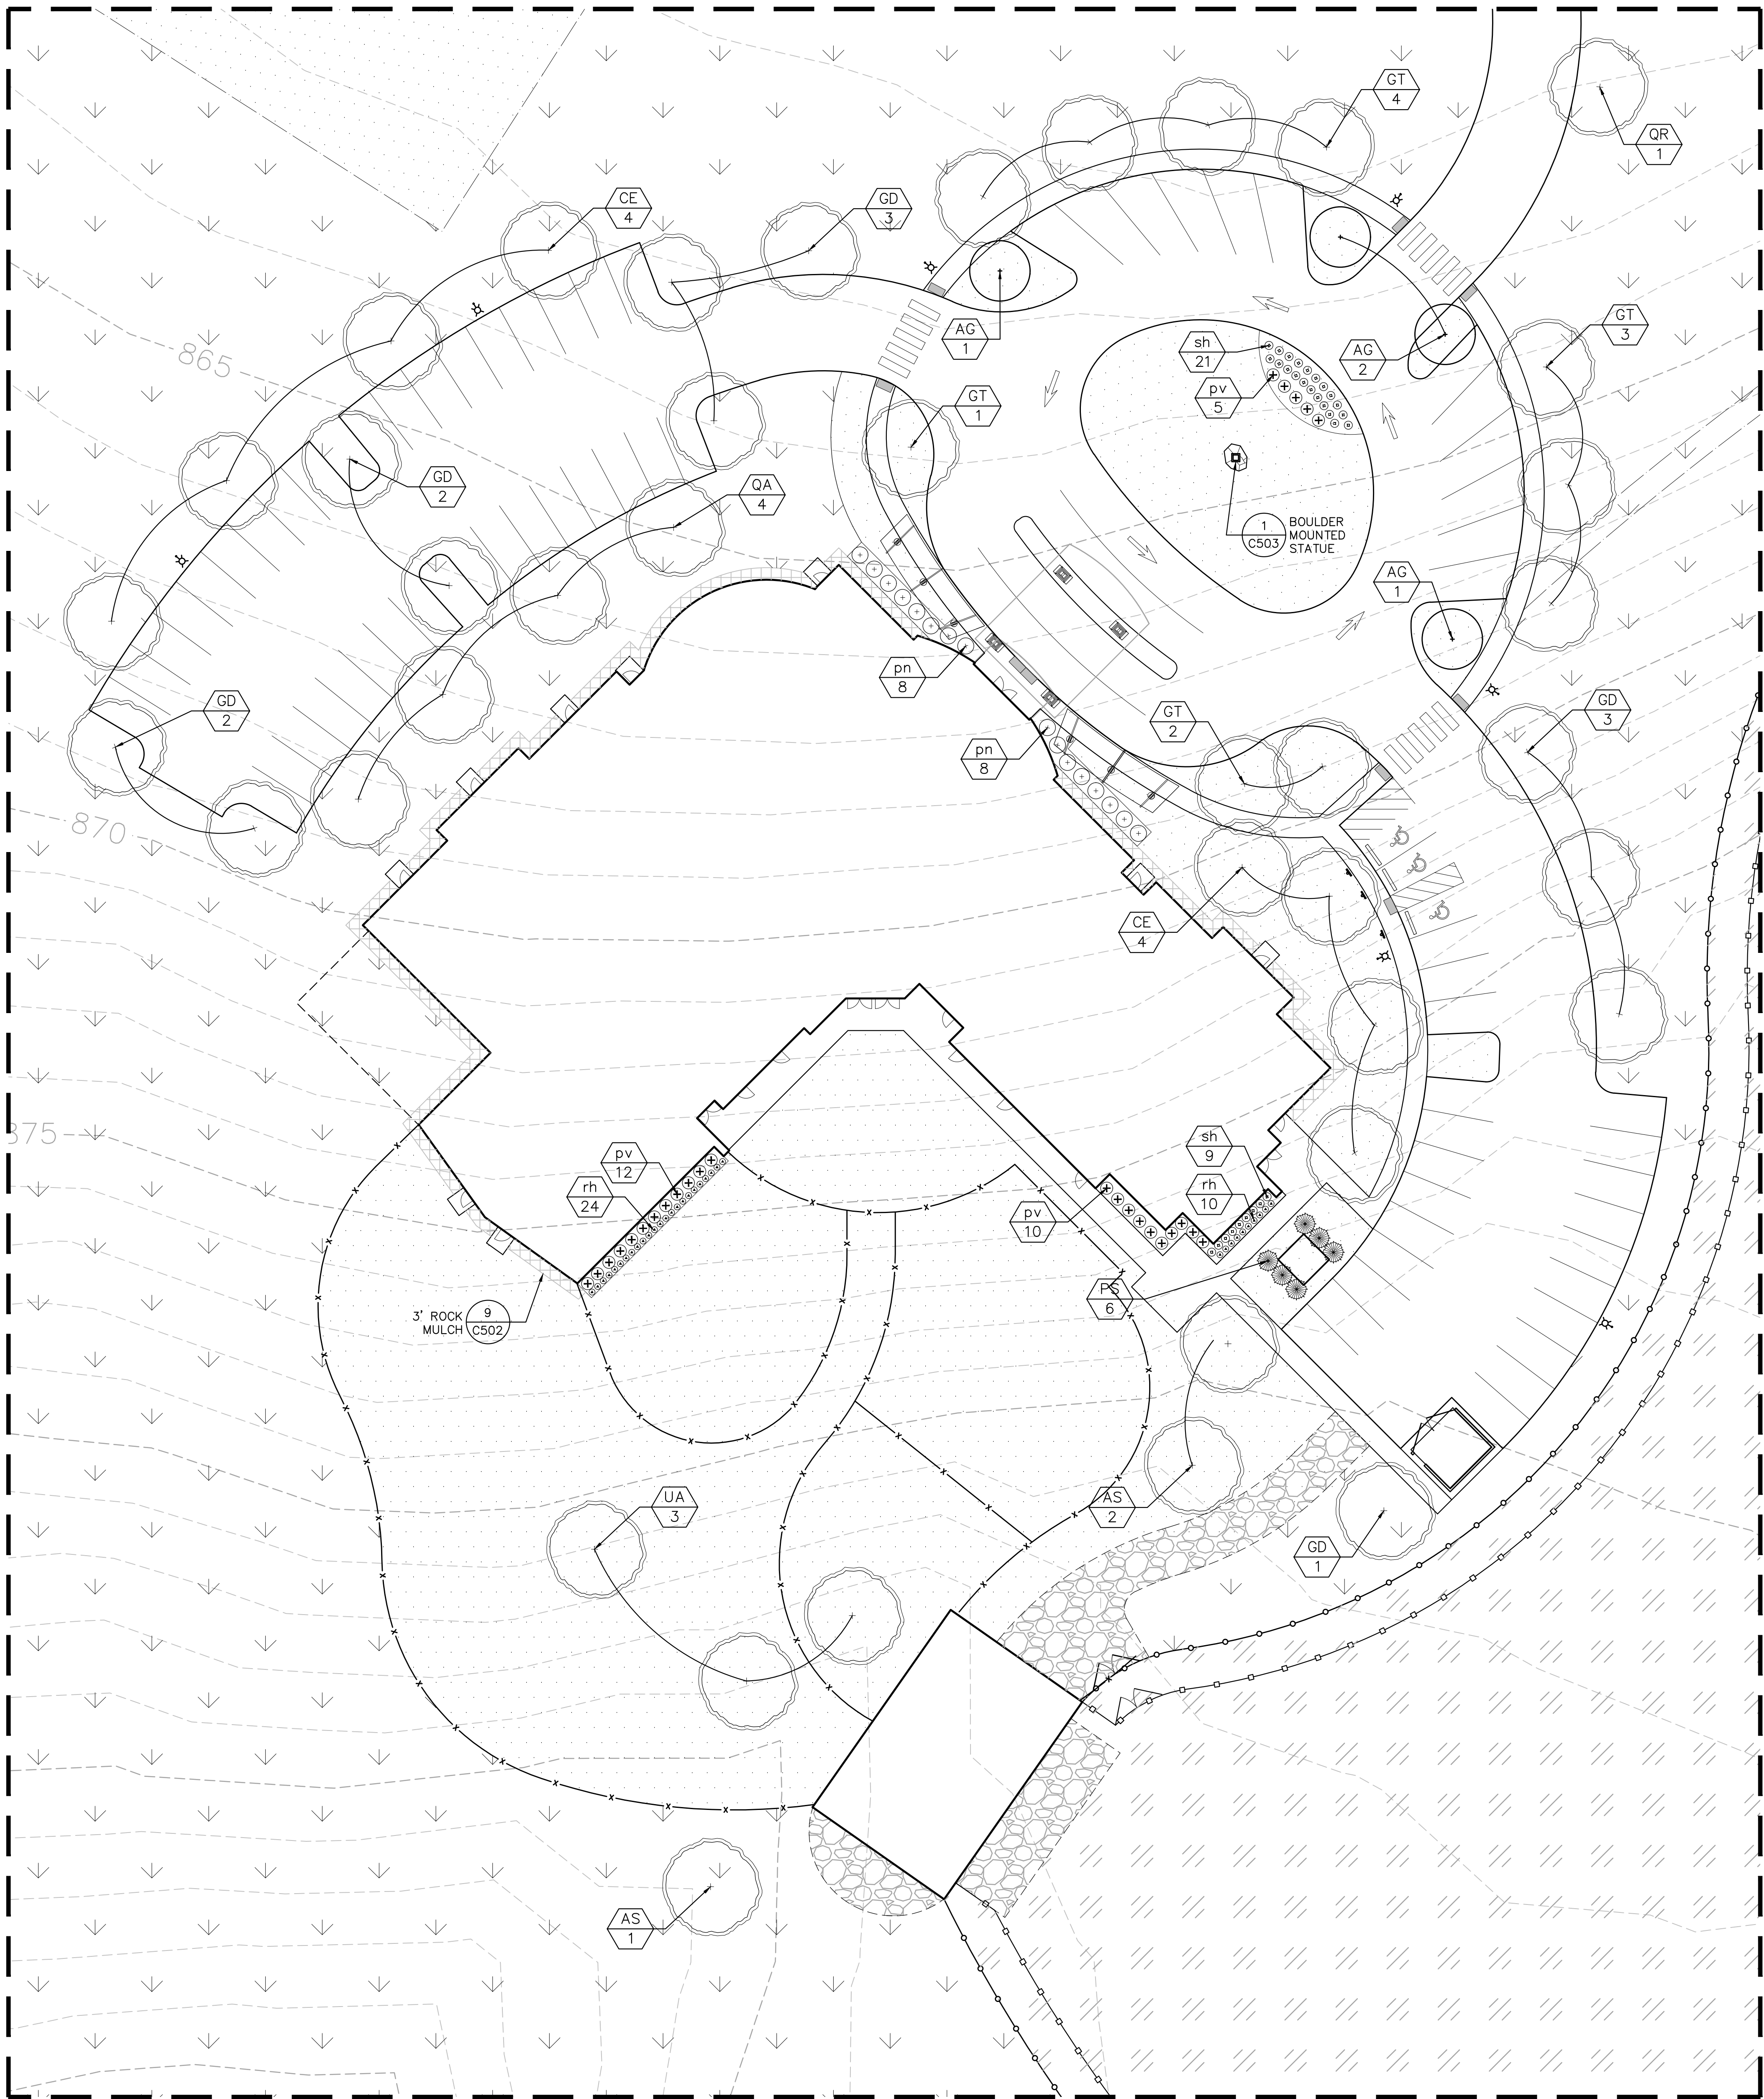 GT
4
QR
1
CE
4
GD
3
AG
1
GT
3
sh
21
AG
2
865
pv
5
GT
1
GD
2
QA
4
1
C503
BOULDER
MOUNTED
STATUE
AG
1
pn
8
GD
2
GT
2
GD
3
pn
8
870
CE
4
875
sh
9
pv
12
rh
24
rh
10
pv
10
PS
6
3' ROCK
MULCH
9
C502
UA
3
AS
2
GD
1
AS
1